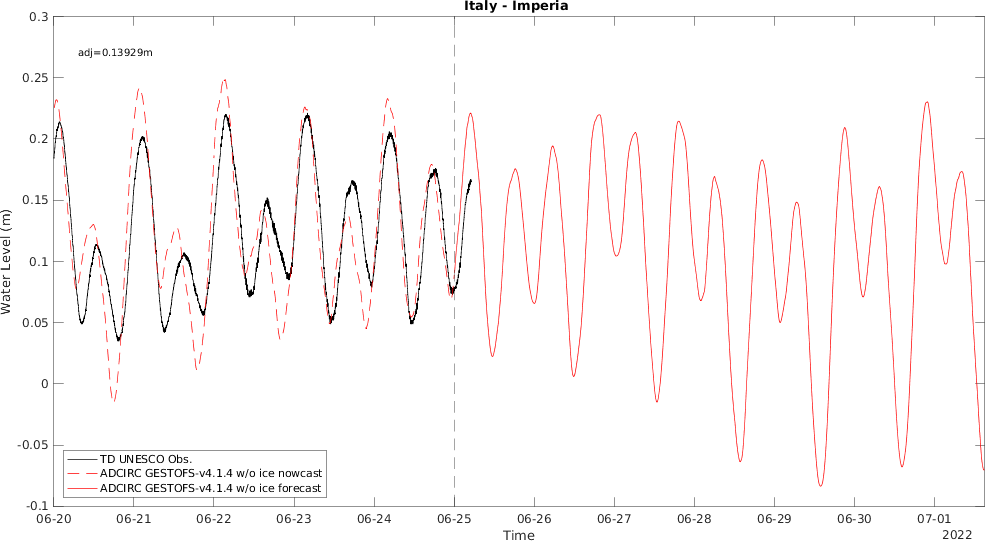 Italy - Imperia
adj=0.13929m
0.3
0.25
0.2
0.15
0.1
0.05
0
-0.05
-0.1
Water Level (m)
TD UNESCO Obs.
ADCIRC GESTOFS-v4.1.4 w/o ice nowcast
ADCIRC GESTOFS-v4.1.4 w/o ice forecast
06-20 06-21 06-22 06-23 06-24 06-25 06-26 06-27 06-28 06-29 06-30 07-01
Time
2022